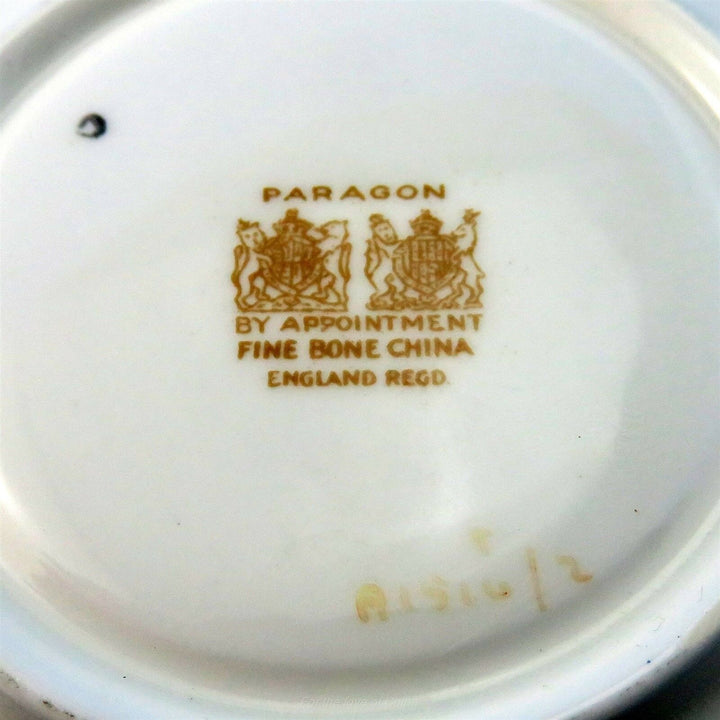 PARAGON
BY APPOINTMENT
FINE BONE CHINA
ENGLAND REGD.